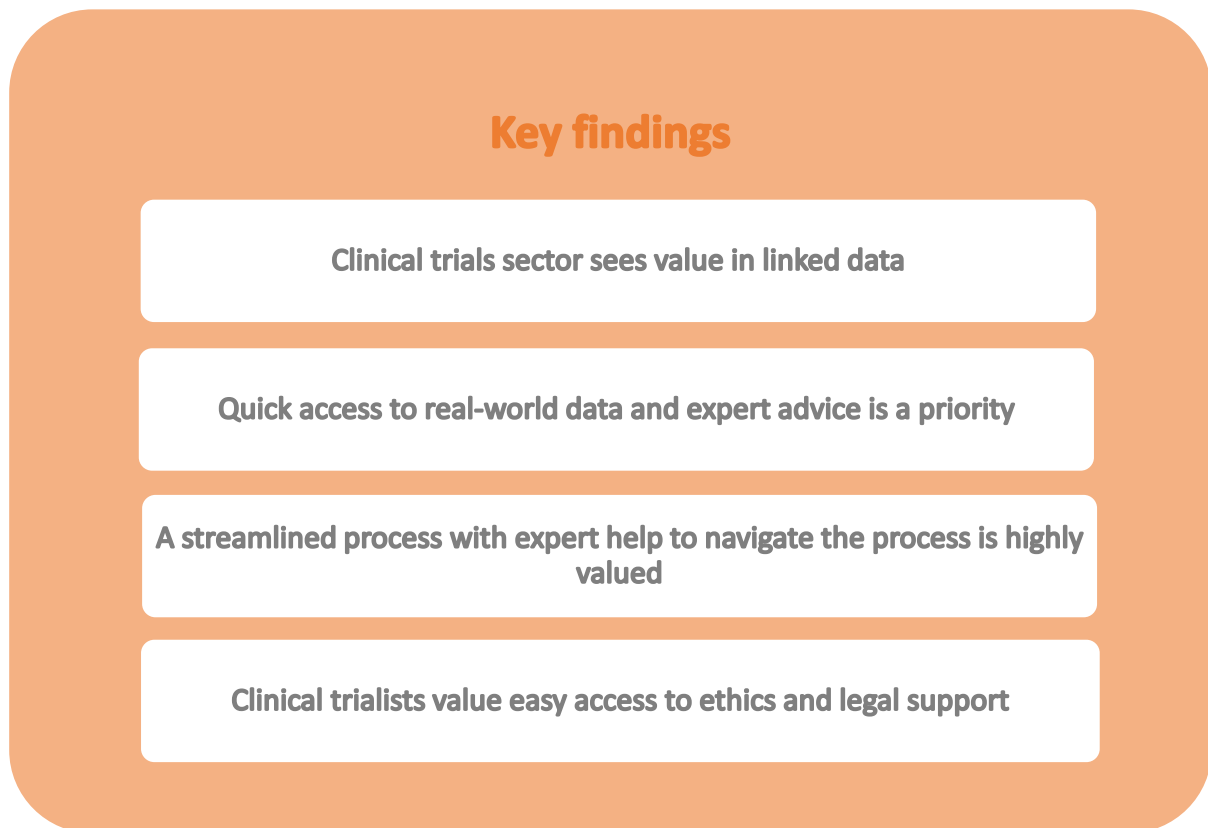 Key findings
Clinical trials sector sees value in linked data
Quick access to real-world data and expert advice is a priority
A streamlined process with expert help to navigate the process is highly
valued
Clinical trialists value easy access to ethics and legal support